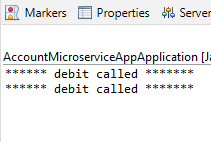 Markers Properties Server
AccountMicroserviceAppApplication [Ja
****** debit called *******
****** debit called *******